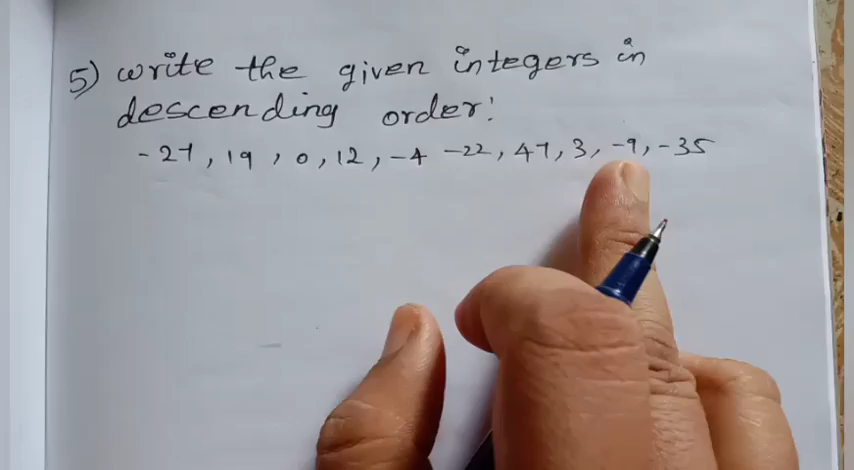 5) write the given integers in
descending order:
-27, 19, 0, 12, -4 -22, 47, 3, -9, -35